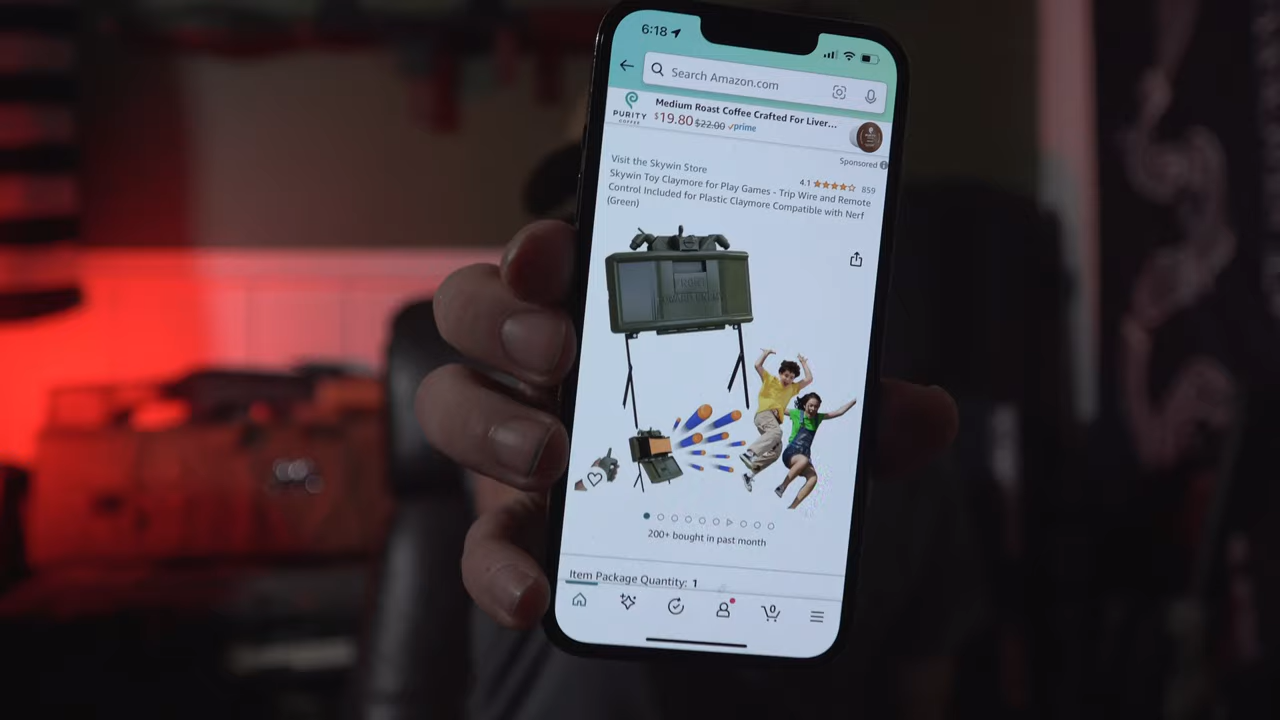 6:18
Search Amazon.com
PURITY
COFFEE
Medium Roast Coffee Crafted For Liver...
$19.80 $22.00 prime
Sponsored
Visit the Skywin Store
4.1 859
Skywin Toy Claymore for Play Games - Trip Wire and Remote
Control Included for Plastic Claymore Compatible with Nerf
(Green)
FRONT
200+ bought in past month
Item Package Quantity: 1
0